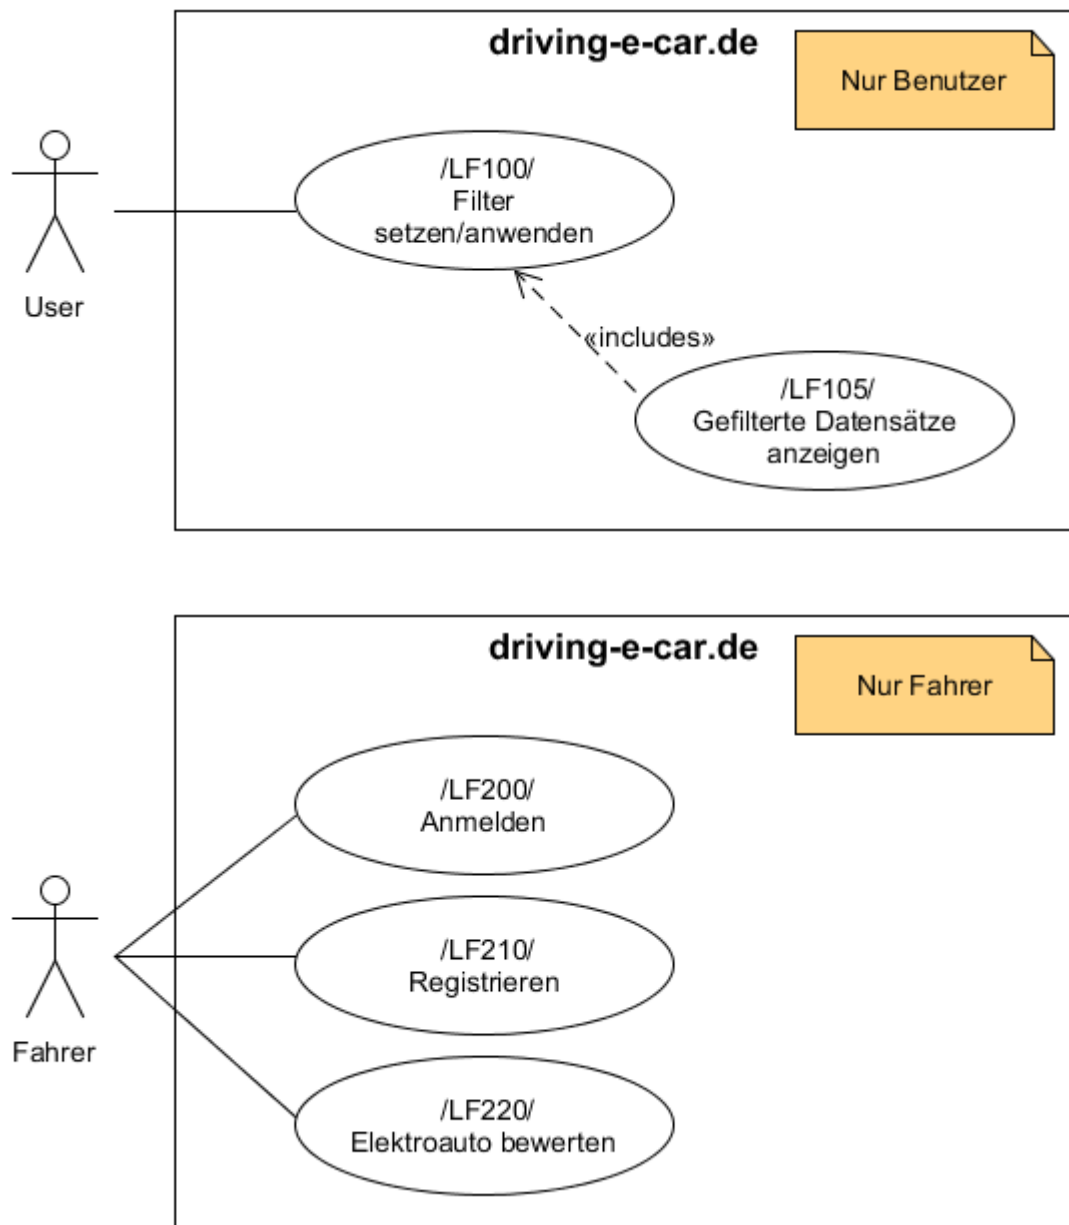 driving-e-car.de
Nur Benutzer
/LF100/
Filter
setzen/anwenden
User
«includes»
/LF105/
Gefilterte Datensätze
anzeigen
driving-e-car.de
Nur Fahrer
/LF200/
Anmelden
/LF210/
Registrieren
Fahrer
/LF220/
Elektroauto bewerten